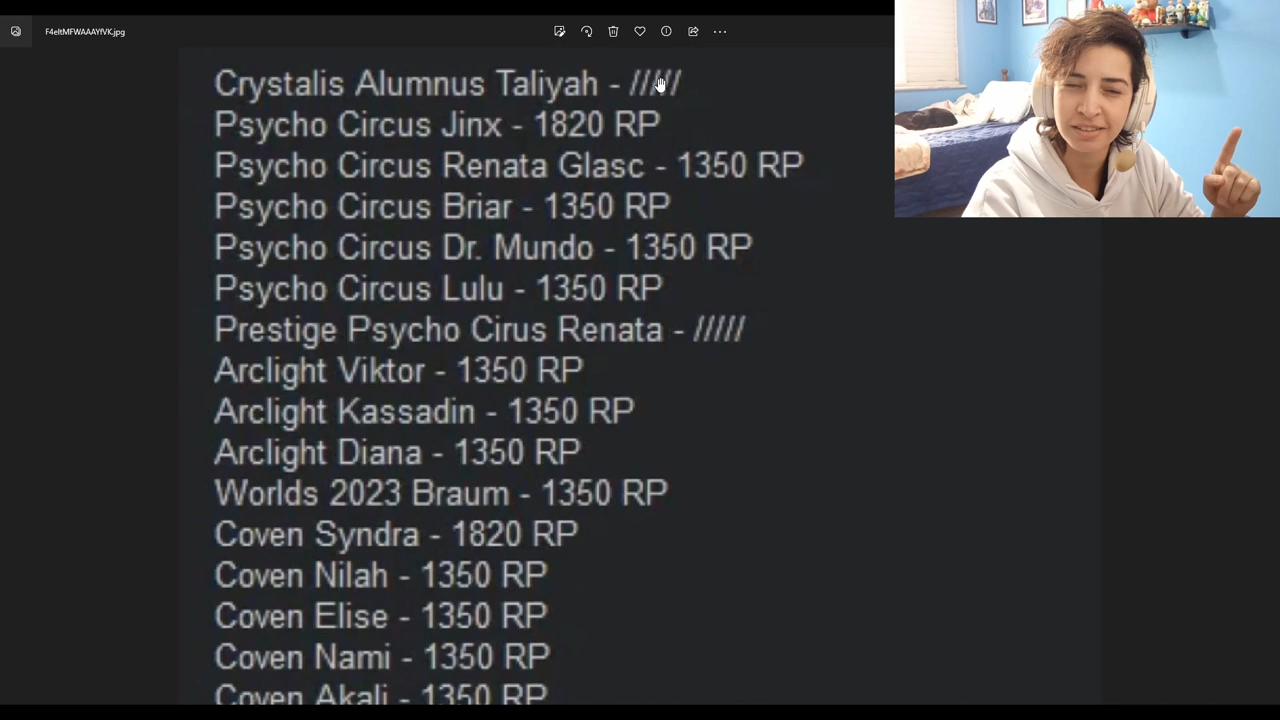 F4eltMFWAAAYfVK.jpg
Crystalis Alumnus Taliyah - /////
Psycho Circus Jinx - 1820 RP
Psycho Circus Renata Glasc - 1350 RP
Psycho Circus Briar - 1350 RP
Psycho Circus Dr. Mundo - 1350 RP
Psycho Circus Lulu - 1350 RP
Prestige Psycho Cirus Renata - /////
Arclight Viktor - 1350 RP
Arclight Kassadin - 1350 RP
Arclight Diana - 1350 RP
Worlds 2023 Braum - 1350 RP
Coven Syndra - 1820 RP
Coven Nilah - 1350 RP
Coven Elise - 1350 RP
Coven Nami - 1350 RP
Coven Akali - 1350 RP